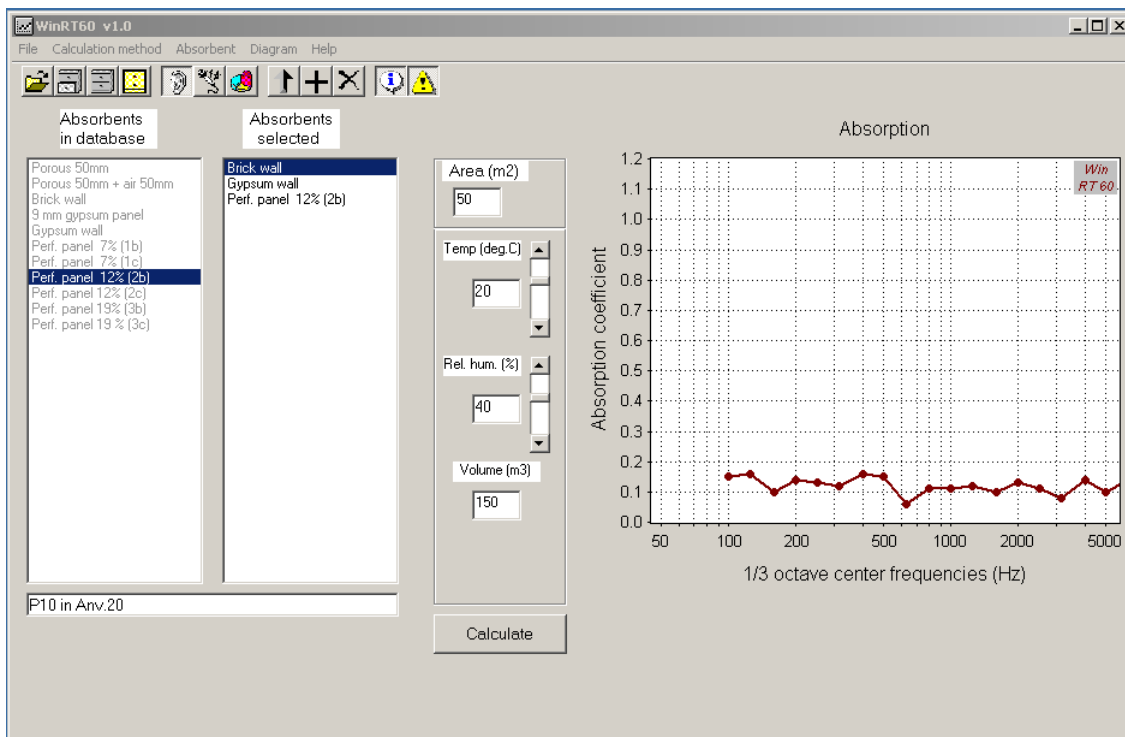 WinRT60 v1.0
File Calculation method Absorbent Diagram Help
Absorbents
in database
Absorbents
selected
Porous 50mm
Porous 50mm + air 50mm
Brick wall
9 mm gypsum panel
Gypsum wall
Perf. panel 7% (1b)
Perf. panel 7% (1c)
Perf. panel 12% (2b)
Perf. panel 12% (2c)
Perf. panel 19% (3b)
Perf. panel 19 % (3c)
Brick wall
Gypsum wall
Perf. panel 12% (2b)
P10 in Anv.20
Area (m2)
50
Temp (deg.C)
20
Rel. hum. (%)
40
Volume (m3)
150
Calculate
Absorption
Win
RT60
Absorption coefficient
1.2
1.1
1.0
0.9
0.8
0.7
0.6
0.5
0.4
0.3
0.2
0.1
0.0
50 100 200 500 1000 2000 5000
1/3 octave center frequencies (Hz)